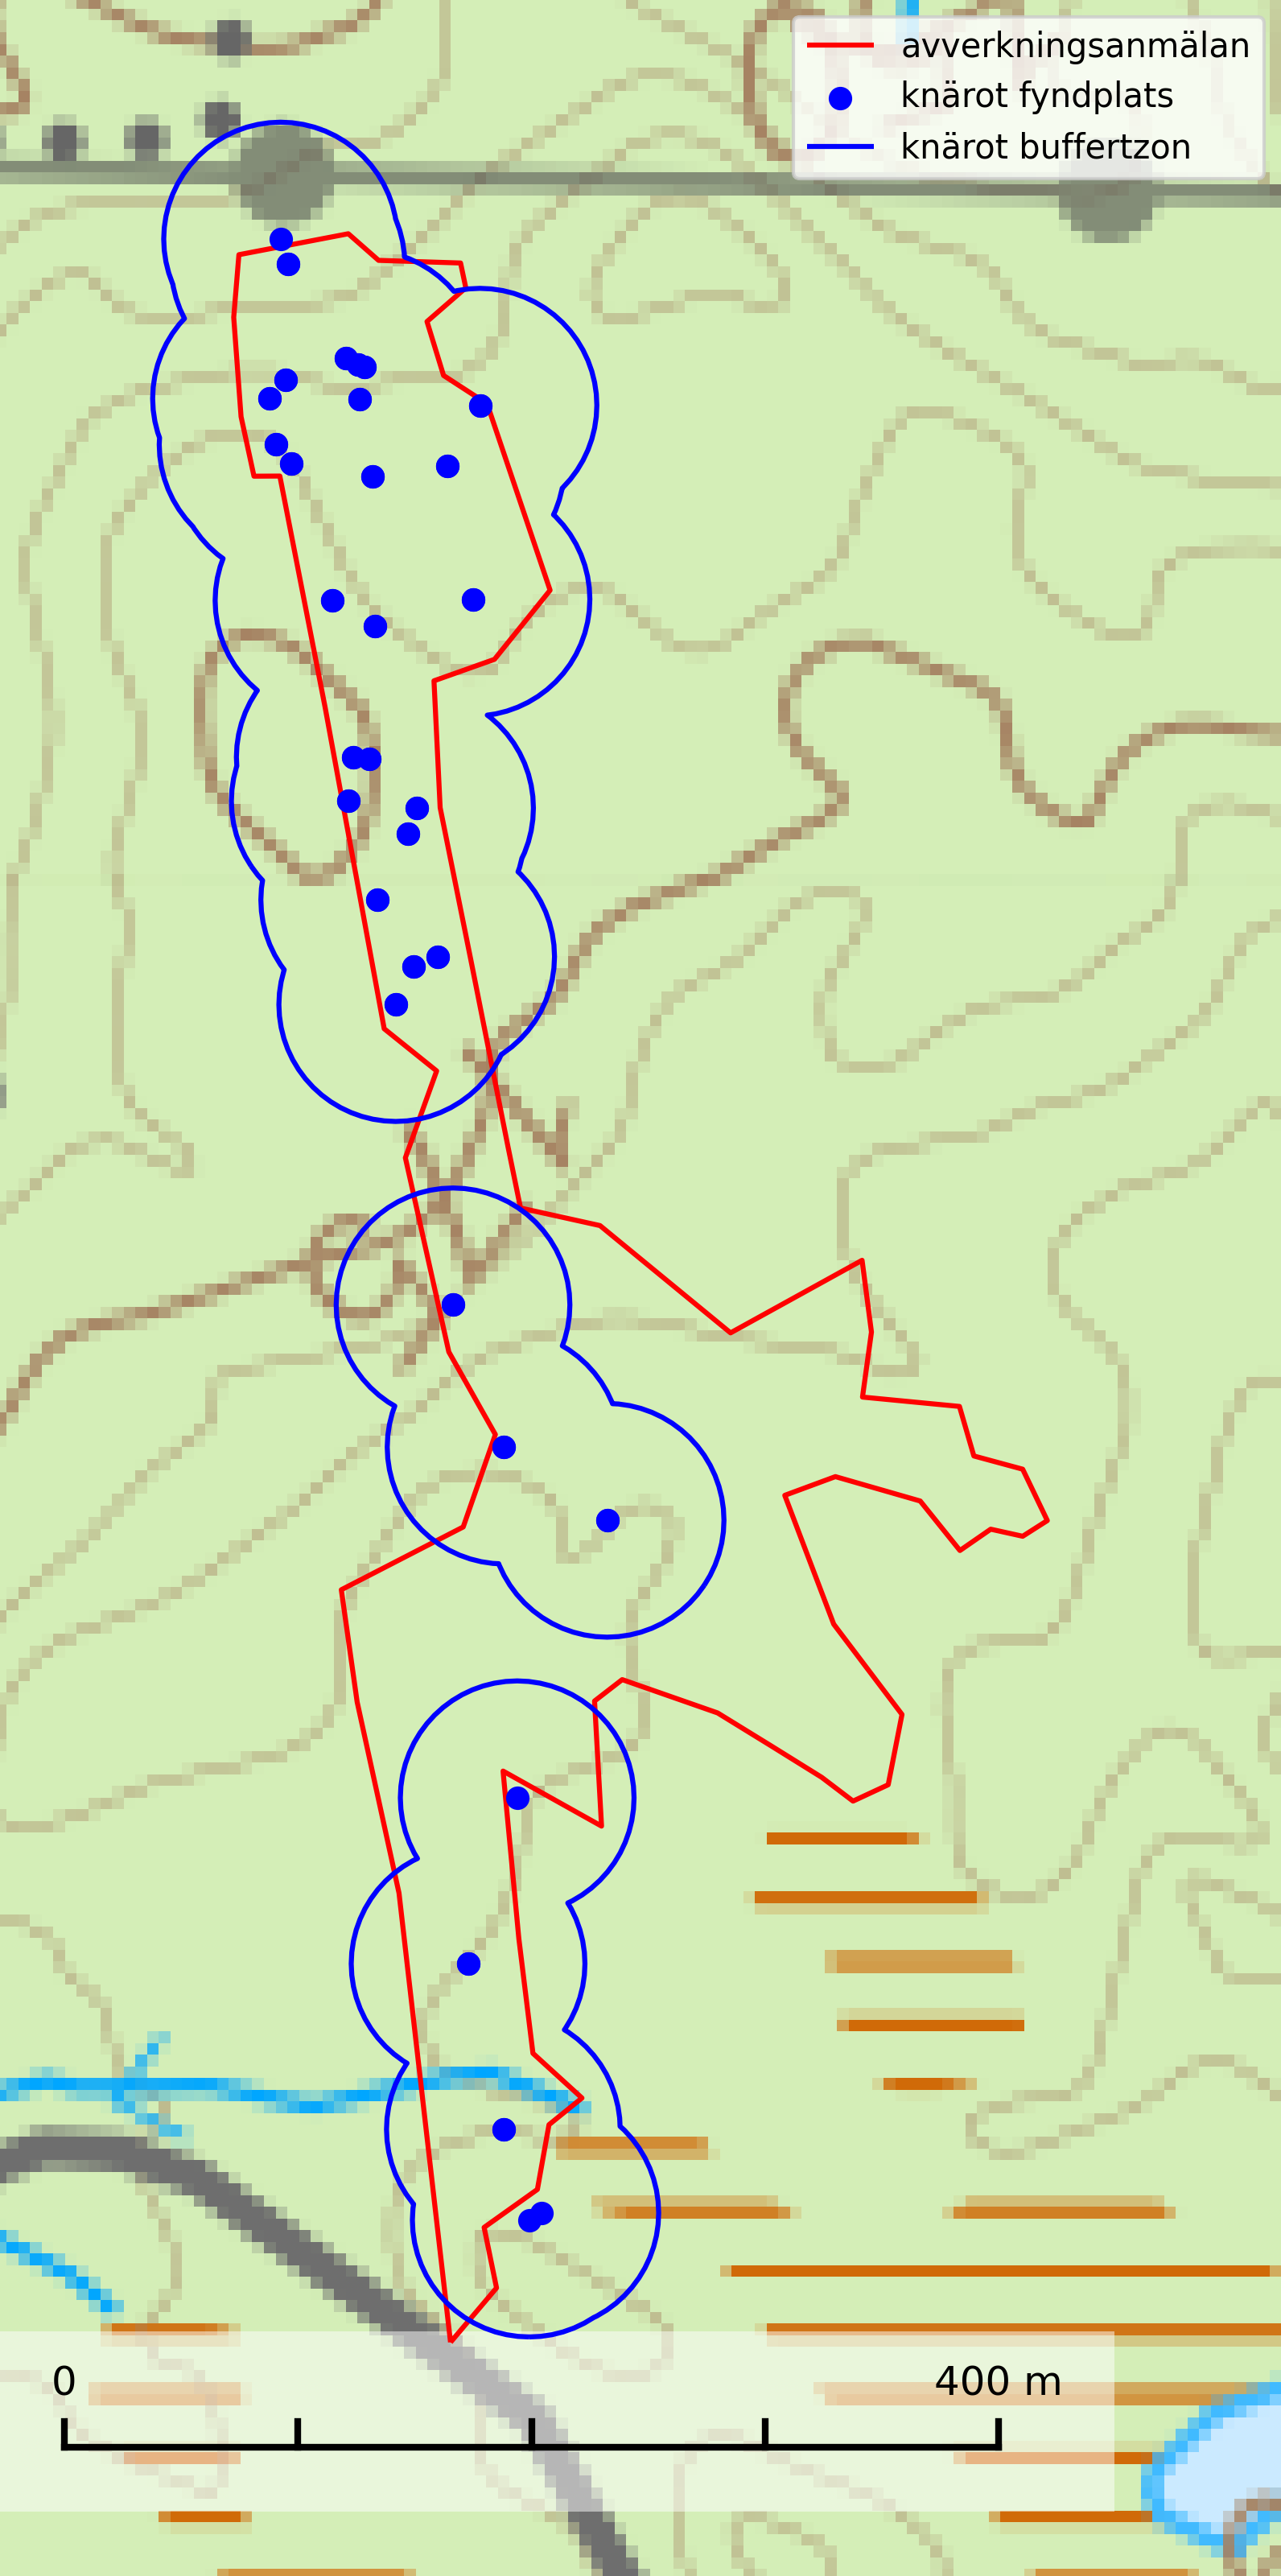 avverkningsanmälan
knärot fyndplats
knärot buffertzon
0 400 m